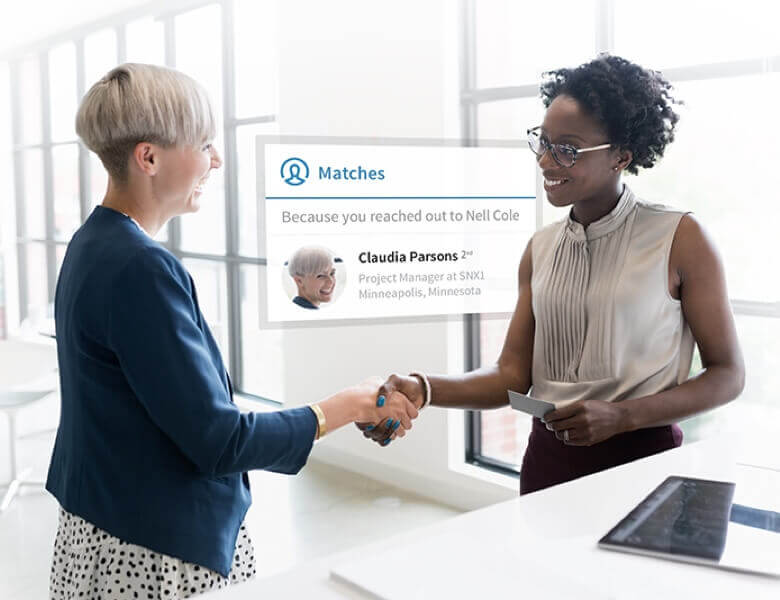 Matches
Because you reached out to Nell Cole
Claudia Parsons 2nd
Project Manager at SNX1
Minneapolis, Minnesota